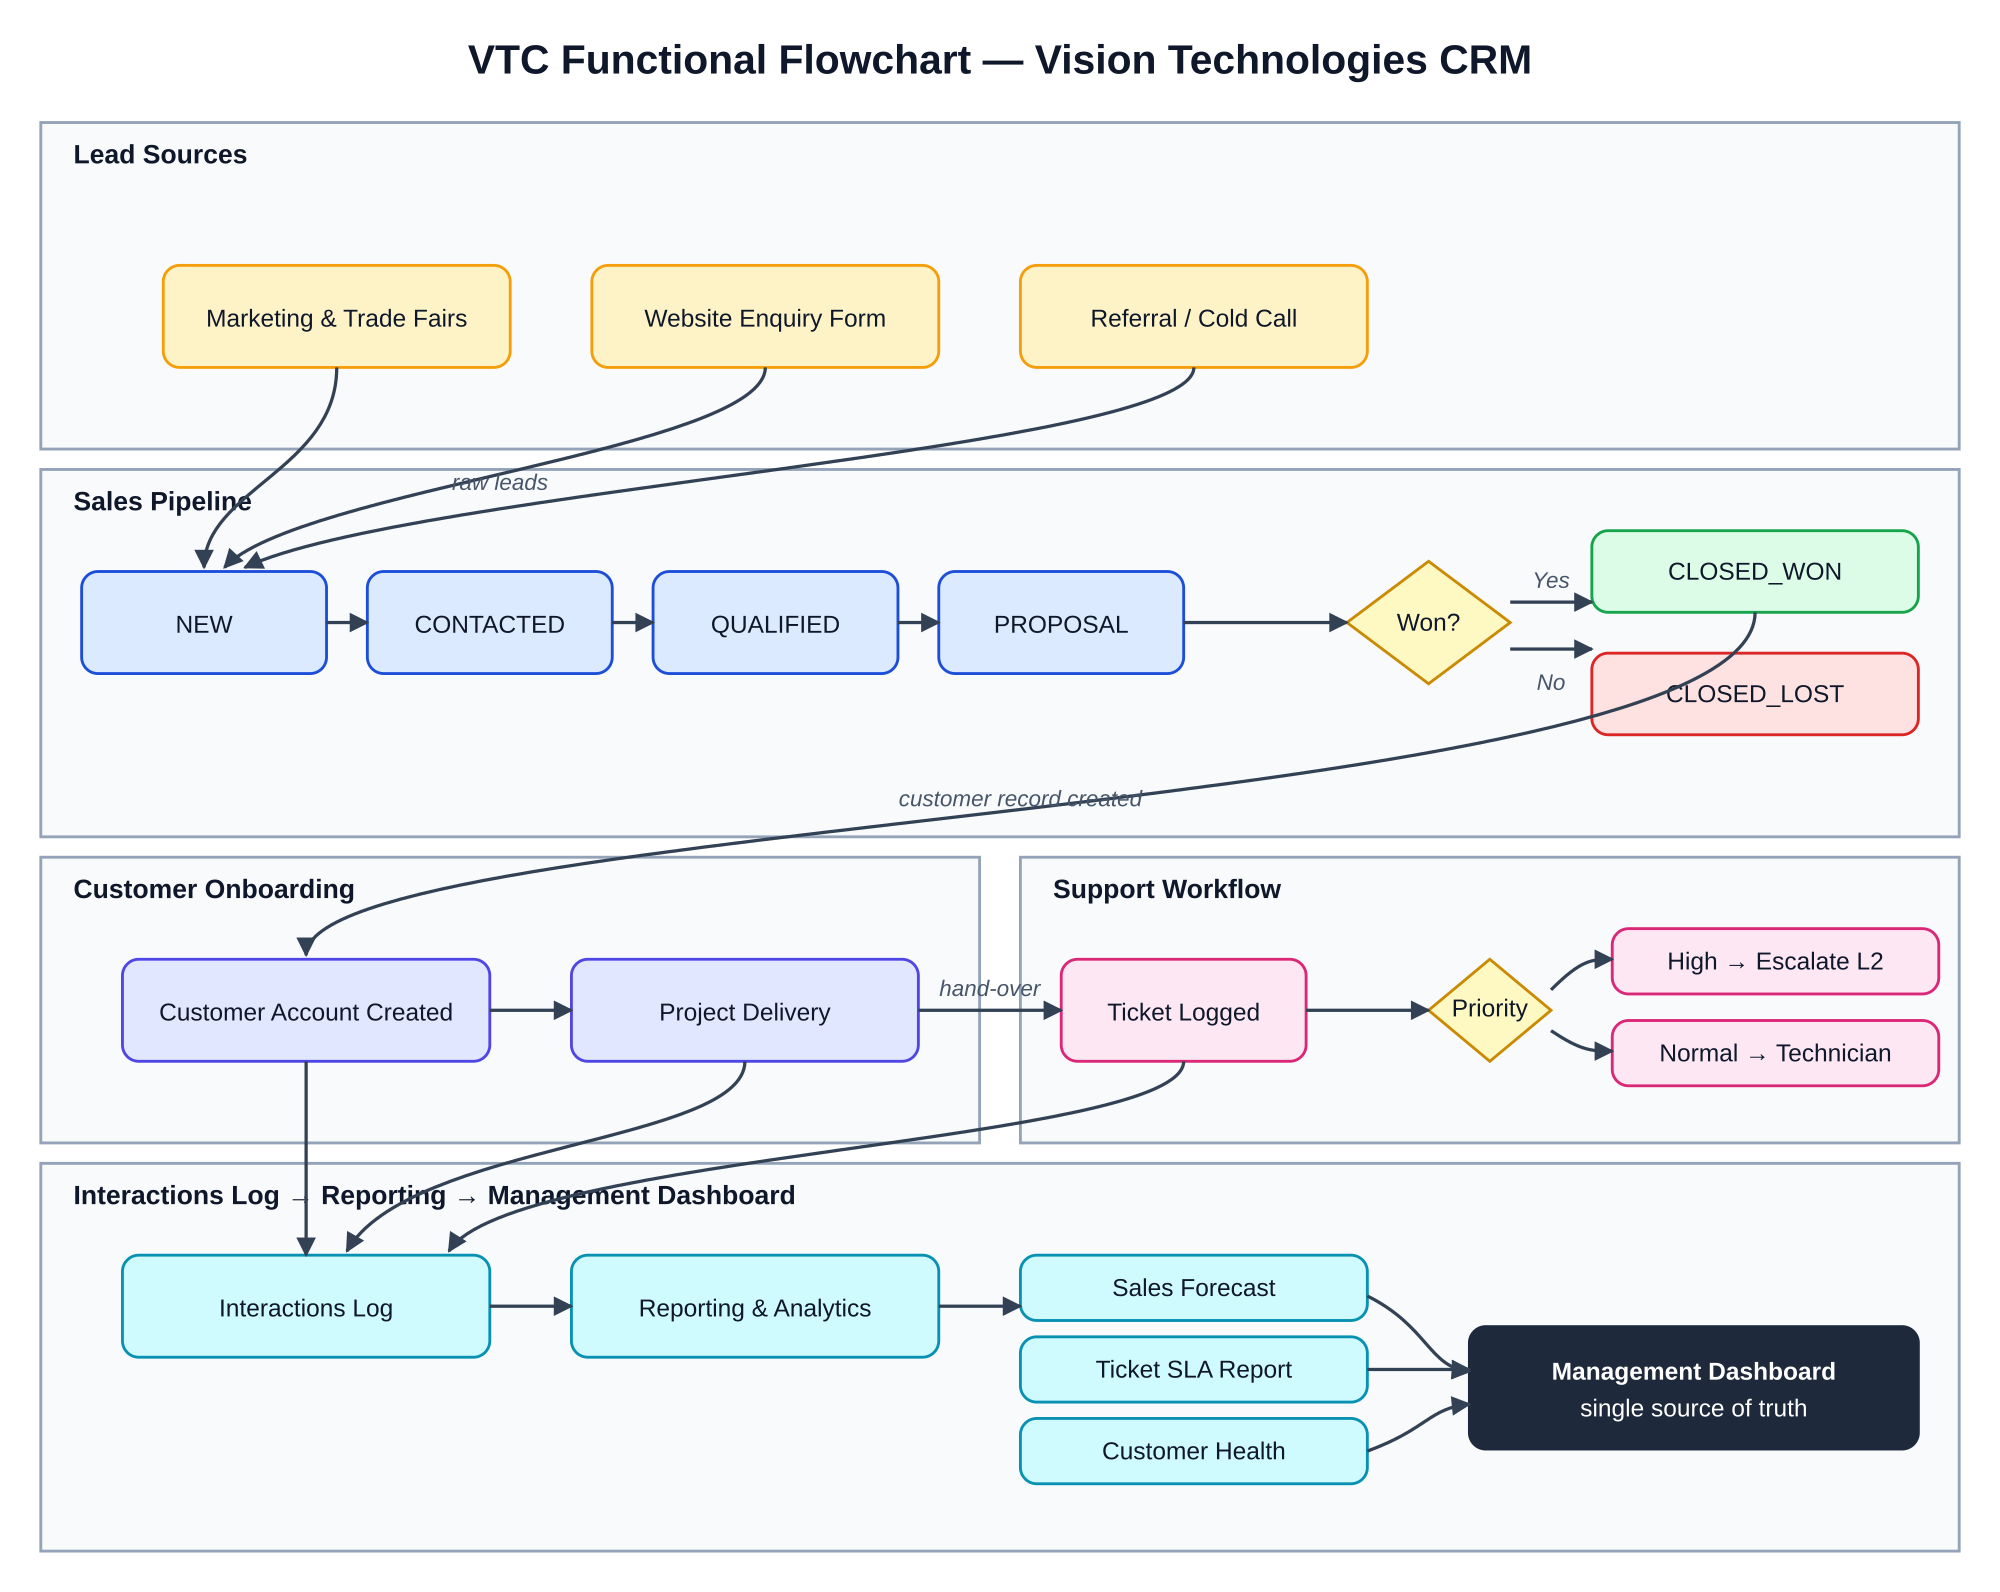 VTC Functional Flowchart — Vision Technologies CRM
Lead Sources
Marketing & Trade Fairs
Website Enquiry Form
Referral / Cold Call
raw leads
Sales Pipeline
NEW
CONTACTED
QUALIFIED
PROPOSAL
Won?
Yes
No
CLOSED_WON
CLOSED_LOST
customer record created
Customer Onboarding
Customer Account Created
Project Delivery
hand-over
Support Workflow
Ticket Logged
Priority
High → Escalate L2
Normal → Technician
Interactions Log → Reporting → Management Dashboard
Interactions Log
Reporting & Analytics
Sales Forecast
Ticket SLA Report
Customer Health
Management Dashboard
single source of truth